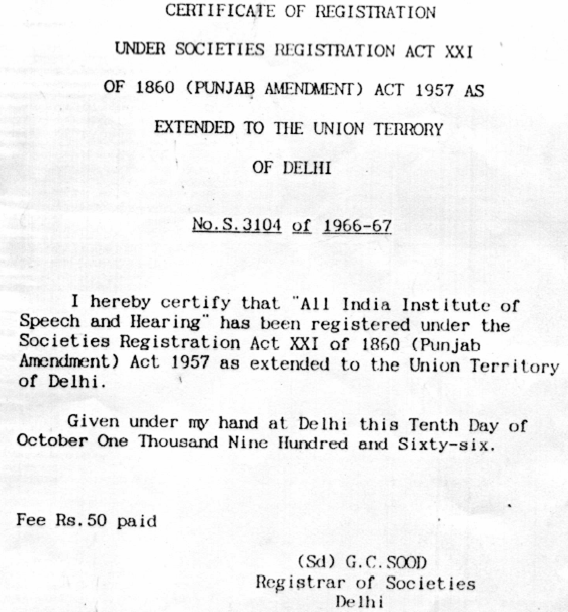 CERTIFICATE OF REGISTRATION
UNDER SOCIETIES REGISTRATION ACT XXI
OF 1860 (PUNJAB AMENDMENT) ACT 1957 AS
EXTENDED TO THE UNION TERRORY
OF DELHI
No.S.3104 of 1966-67
I hereby certify that "All India Institute of
Speech and Hearing" has been registered under the
Societies Registration Act XXI of 1860 (Punjab
Amendment) Act 1957 as extended to the Union Territory
of Delhi.
Given under my hand at Delhi this Tenth Day of
October One Thousand Nine Hundred and Sixty-six.
Fee Rs.50 paid
(Sd) G.C.SOOD
Registrar of Societies
Delhi